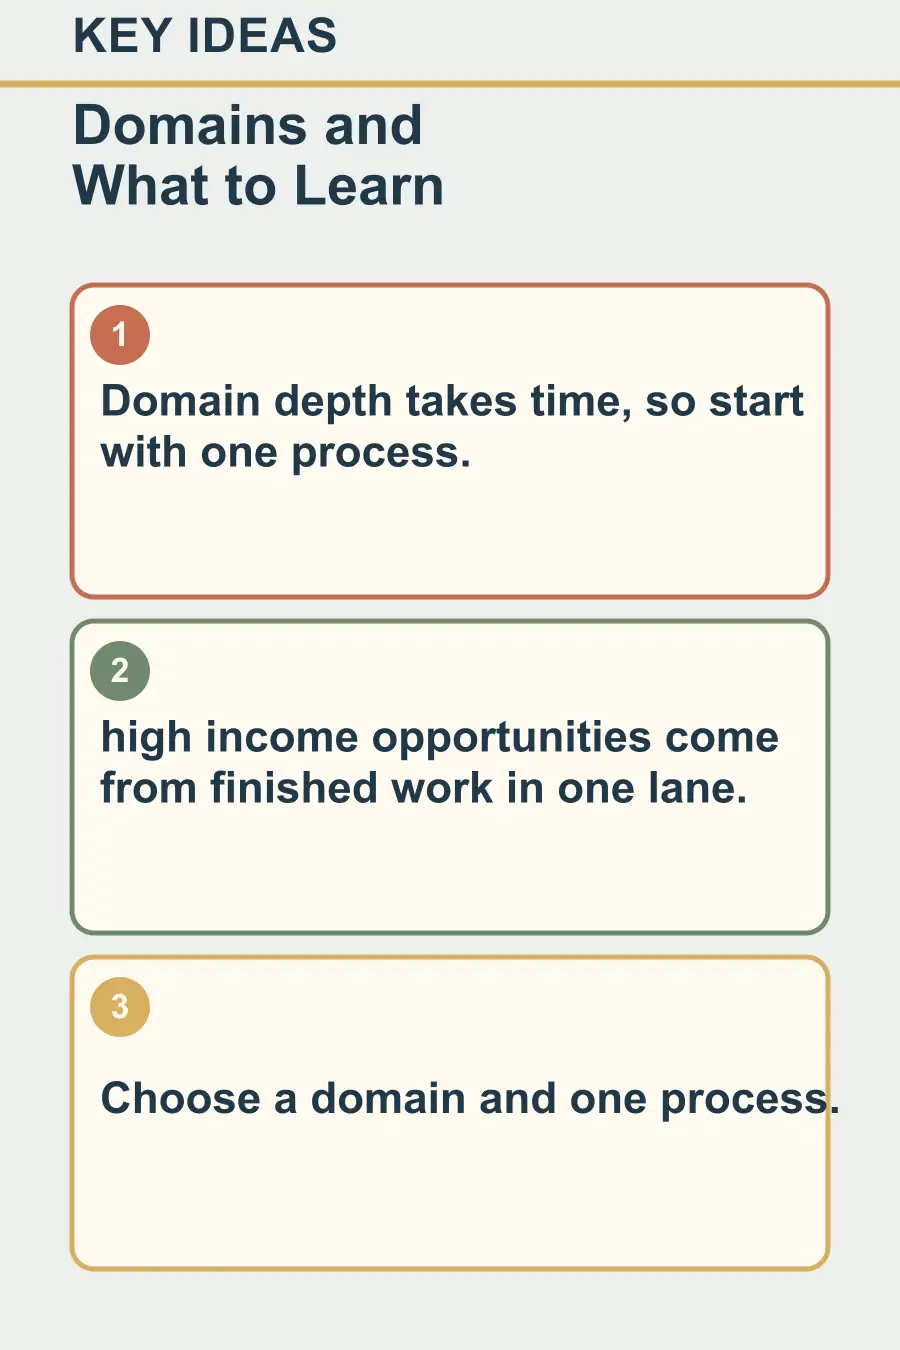 KEY IDEAS
Domains and
What to Learn
1
Domain depth takes time, so start
with one process.
2
high income opportunities come
from finished work in one lane.
3
Choose a domain and one process.